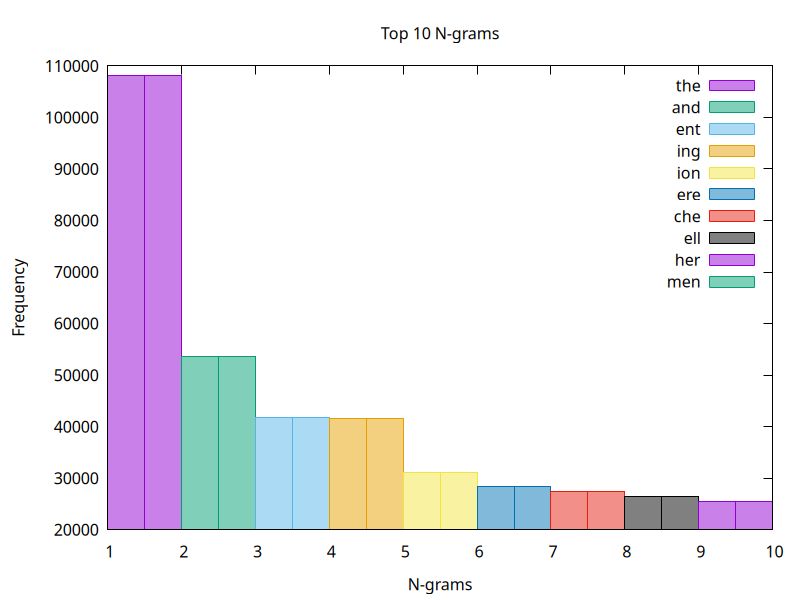 Top 10 N-grams
110000
100000
90000
80000
70000
60000
50000
40000
30000
20000
Frequency
the
and
ent
ing
ion
ere
che
ell
her
men
1 2 3 4 5 6 7 8 9 10
N-grams